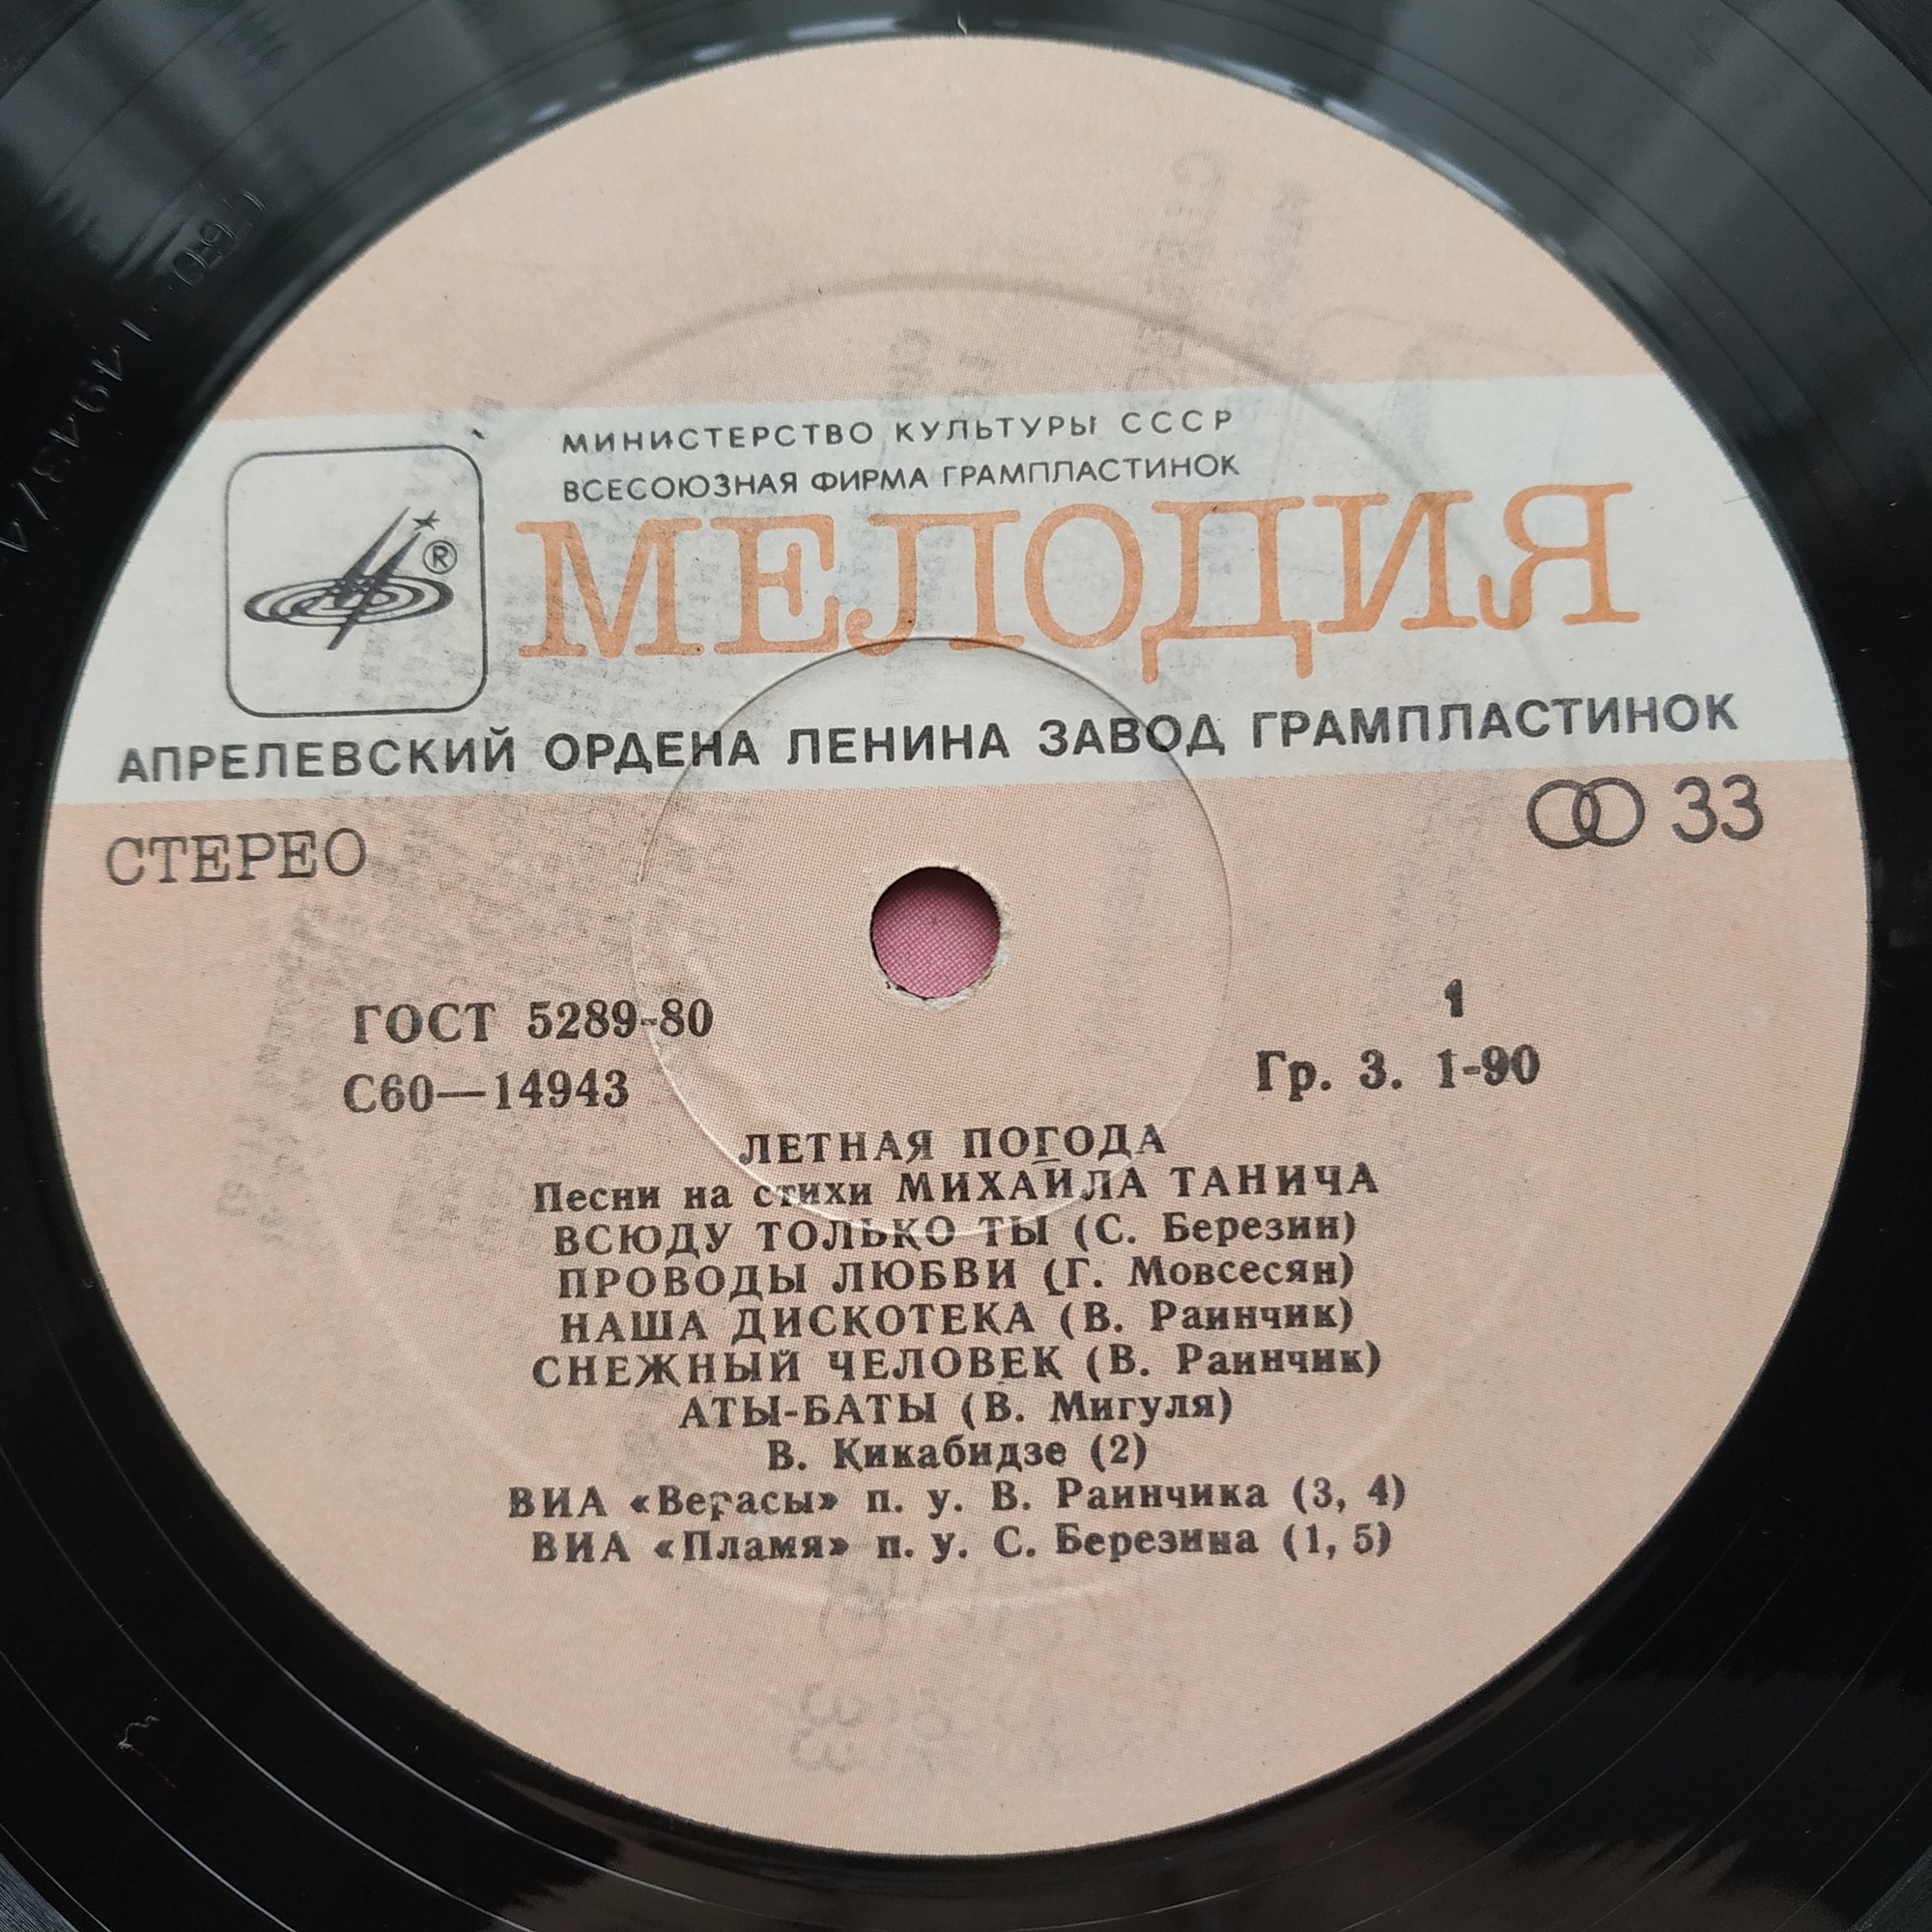 МИНИСТЕРСТВО КУЛЬТУРЫ СССР
ВСЕСОЮЗНАЯ ФИРМА ГРАМПЛАСТИНОК
МЕЛОДИЯ
®
АПРЕЛЕВСКИЙ ОРДЕНА ЛЕНИНА ЗАВОД ГРАМПЛАСТИНОК
СТЕРЕО
33
ГОСТ 5289-80
1
С60—14943
Гр. 3. 1-90
ЛЕТНАЯ ПОГОДА
Песни на стихи МИХАЙЛА ТАНИЧА
ВСЮДУ ТОЛЬКО ТЫ (С. Березин)
ПРОВОДЫ ЛЮБВИ (Г. Мовсесян)
НАША ДИСКОТЕКА (В. Раинчик)
СНЕЖНЫЙ ЧЕЛОВЕК (В. Раинчик)
АТЫ-БАТЫ (В. Мигуля)
В. Кикабидзе (2)
ВИА «Верасы» п. у. В. Раинчика (3, 4)
ВИА «Пламя» п. у. С. Березина (1, 5)